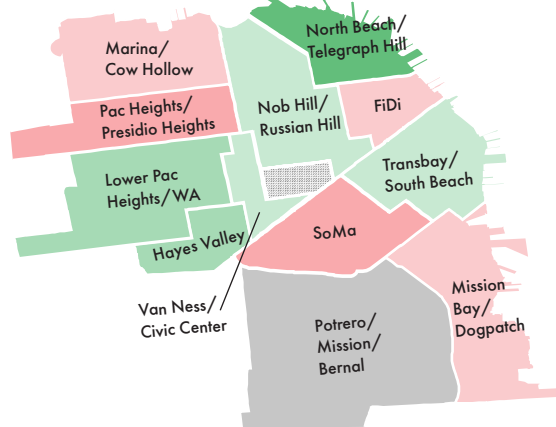 North Beach/
Telegraph Hill
Marina/
Cow Hollow
Pac Heights/
Presidio Heights
Nob Hill/
Russian Hill
FiDi
Lower Pac
Heights/WA
Transbay/
South Beach
Hayes Valley
SoMa
Van Ness/
Civic Center
Mission
Bay/
Dogpatch
Potrero/
Mission/
Bernal